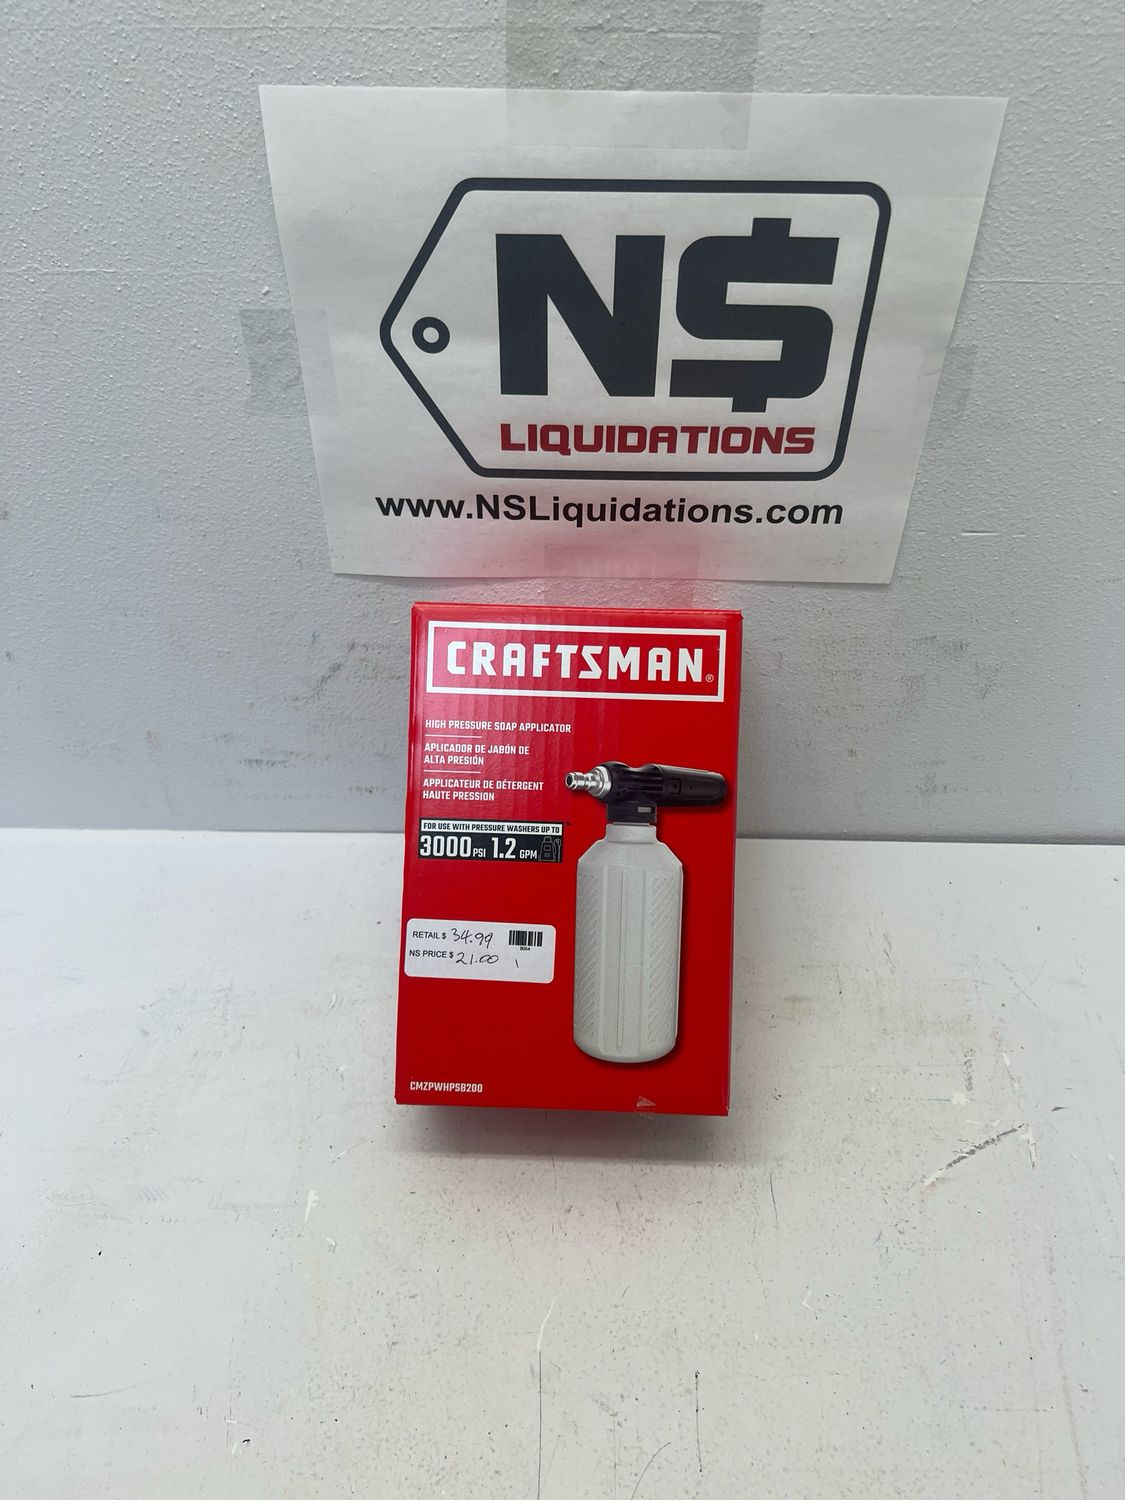 N$
LIQUIDATIONS
www.NSLiquidations.com
CRAFTSMAN®
HIGH PRESSURE SOAP APPLICATOR
APLICADOR DE JABÓN DE
ALTA PRESIÓN
APPLICATEUR DE DÉTERGENT
HAUTE PRESSION
FOR USE WITH PRESSURE WASHERS UP TO
3000 PSI 1.2 GPM
RETAIL $ 34.99
9054
NS PRICE $ 21.00
CMZPWHPSB200